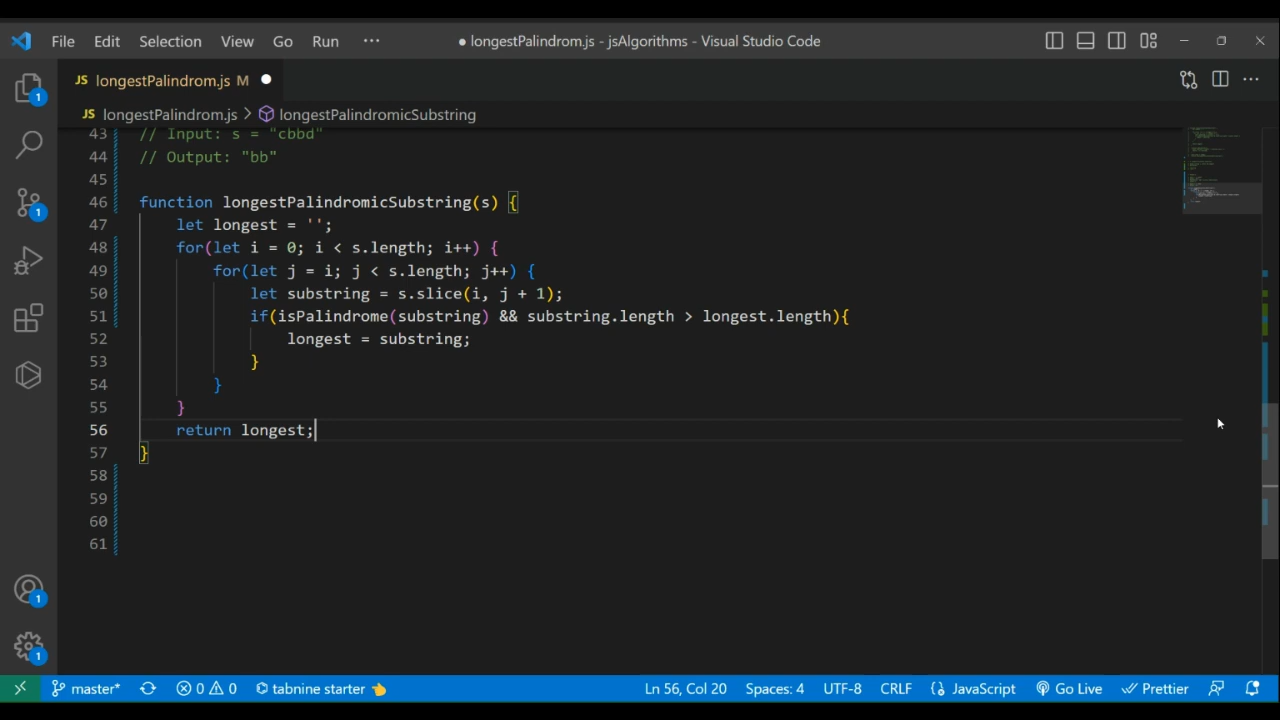 File Edit Selection View Go Run ··· ● longestPalindrom.js - jsAlgorithms - Visual Studio Code
JS longestPalindrom.js M ●
JS longestPalindrom.js > longestPalindromicSubstring
43 // Input: s = "cbbd"
44 // Output: "bb"
45
46 function longestPalindromicSubstring(s) {
47 let longest = '';
48 for(let i = 0; i < s.length; i++) {
49 for(let j = i; j < s.length; j++) {
50 let substring = s.slice(i, j + 1);
51 if(isPalindrome(substring) && substring.length > longest.length){
52 longest = substring;
53 }
54 }
55 }
56 return longest;
57 }
58
59
60
61
1
1
1
1
master* 0 0 tabnine starter Ln 56, Col 20 Spaces: 4 UTF-8 CRLF JavaScript Go Live Prettier